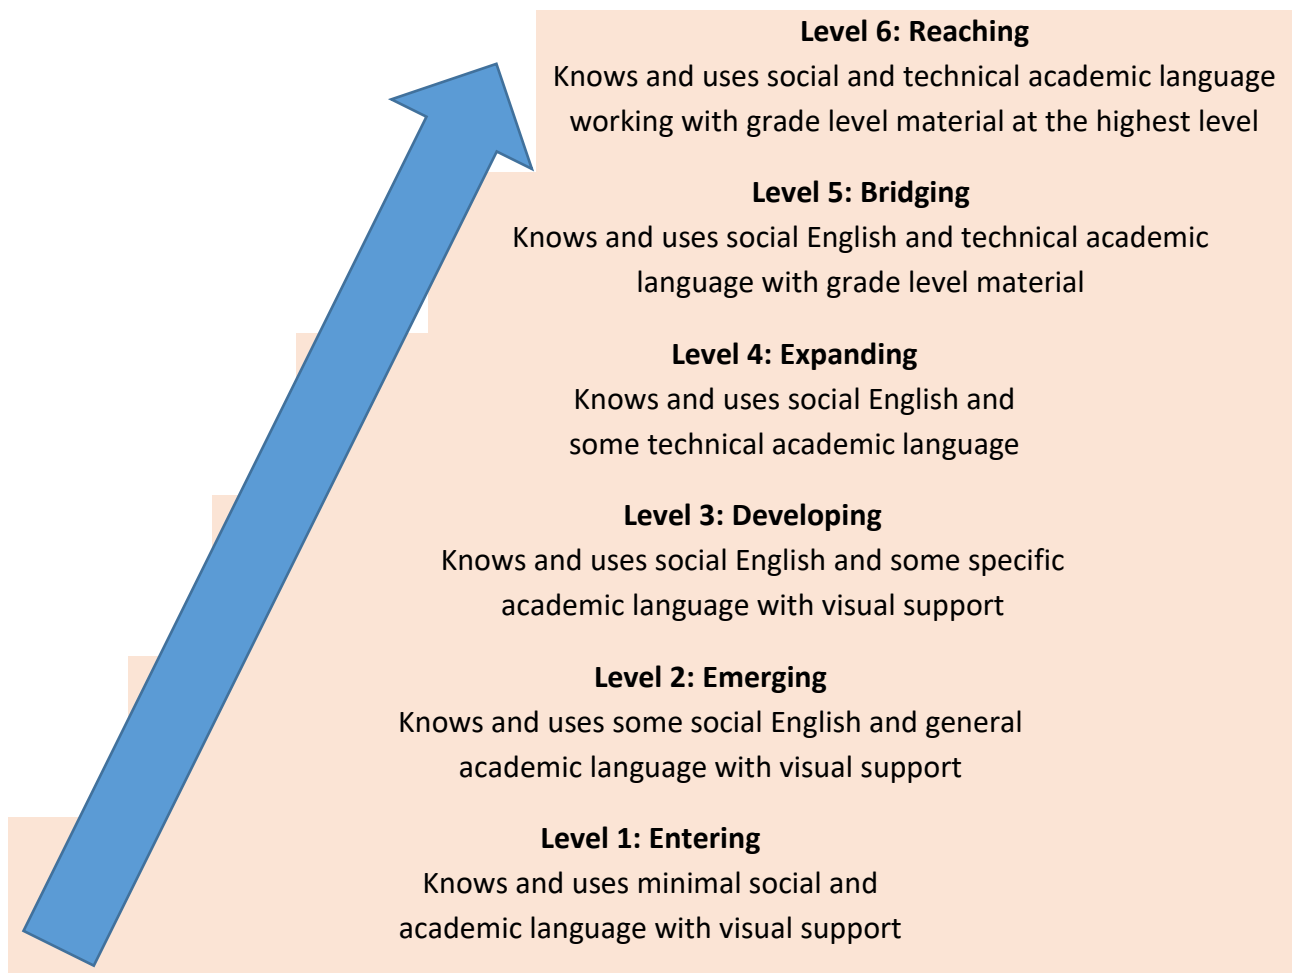 Level 6: Reaching
Knows and uses social and technical academic language
working with grade level material at the highest level
Level 5: Bridging
Knows and uses social English and technical academic
language with grade level material
Level 4: Expanding
Knows and uses social English and
some technical academic language
Level 3: Developing
Knows and uses social English and some specific
academic language with visual support
Level 2: Emerging
Knows and uses some social English and general
academic language with visual support
Level 1: Entering
Knows and uses minimal social and
academic language with visual support